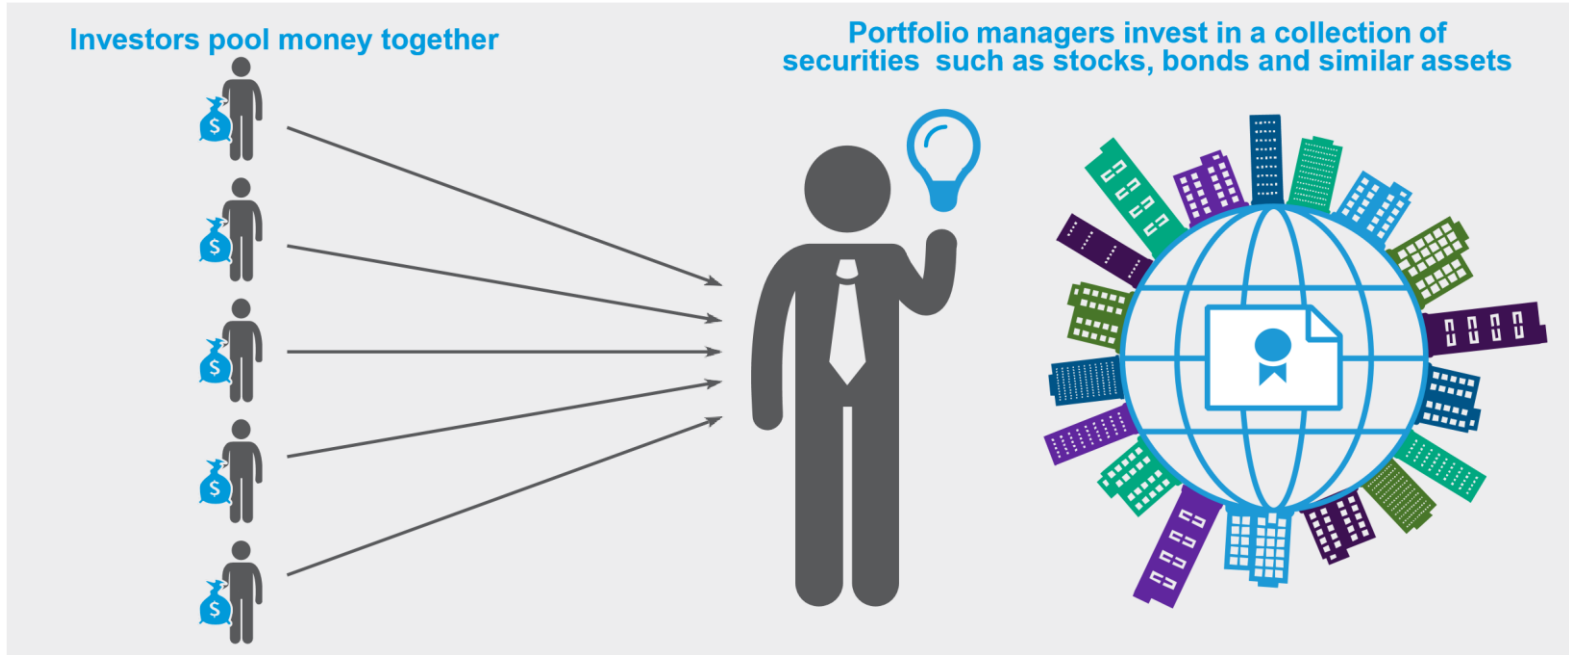 Investors pool money together
Portfolio managers invest in a collection of
securities  such as stocks, bonds and similar assets
$
$
$
$
$